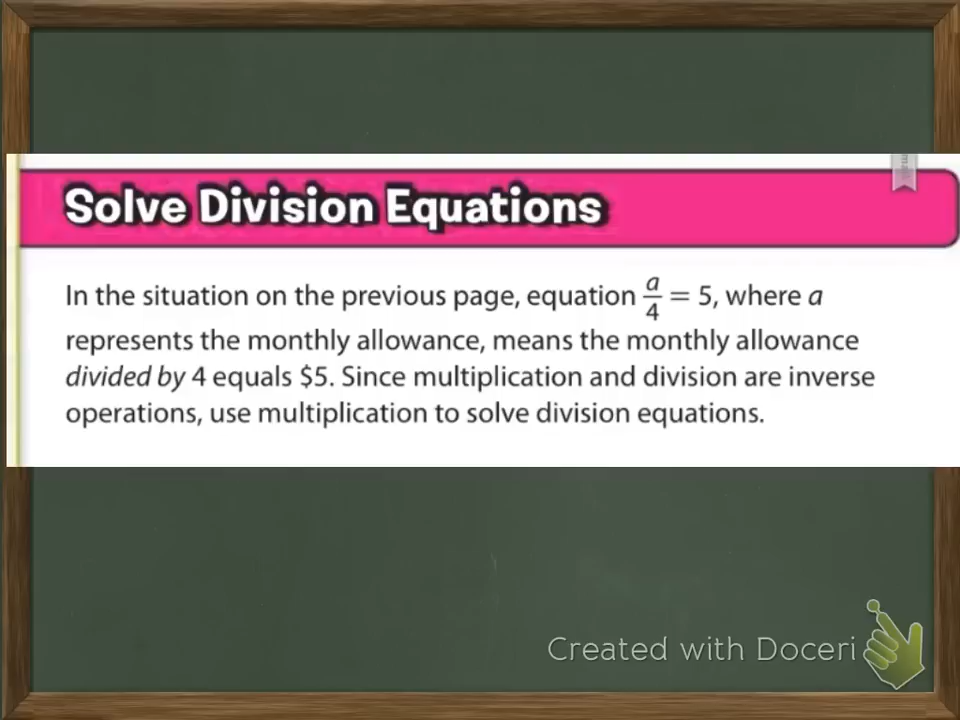 Solve Division Equations
In the situation on the previous page, equation a/4 = 5, where a
represents the monthly allowance, means the monthly allowance
divided by 4 equals $5. Since multiplication and division are inverse
operations, use multiplication to solve division equations.
Created with Doceri